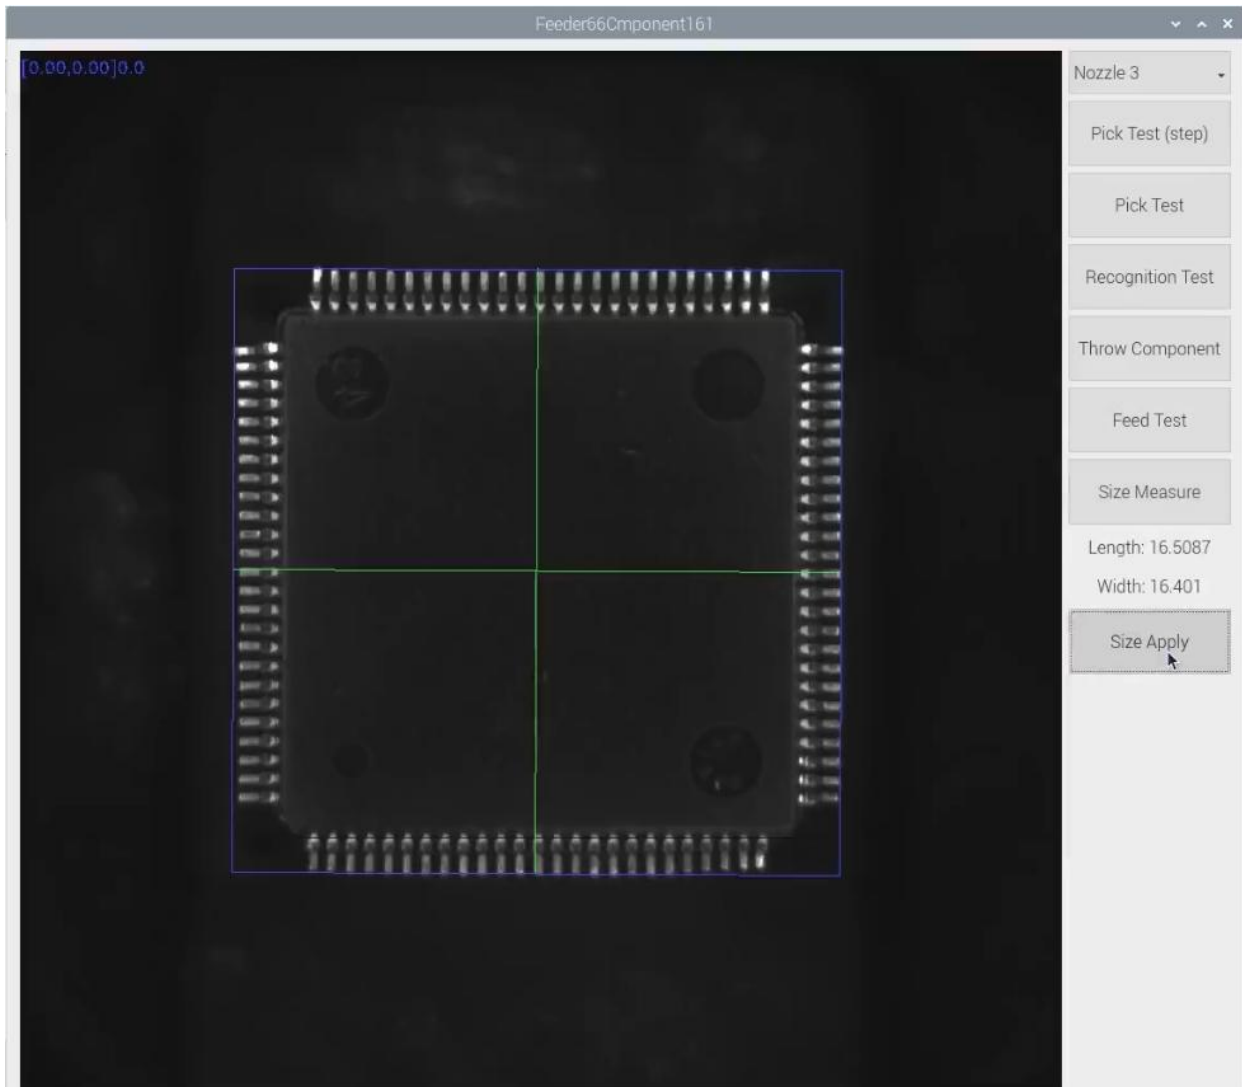 Feeder66Cmponent161
[0.00,0.00]0.0
Nozzle 3
Pick Test (step)
Pick Test
Recognition Test
Throw Component
Feed Test
Size Measure
Length: 16.5087
Width: 16.401
Size Apply